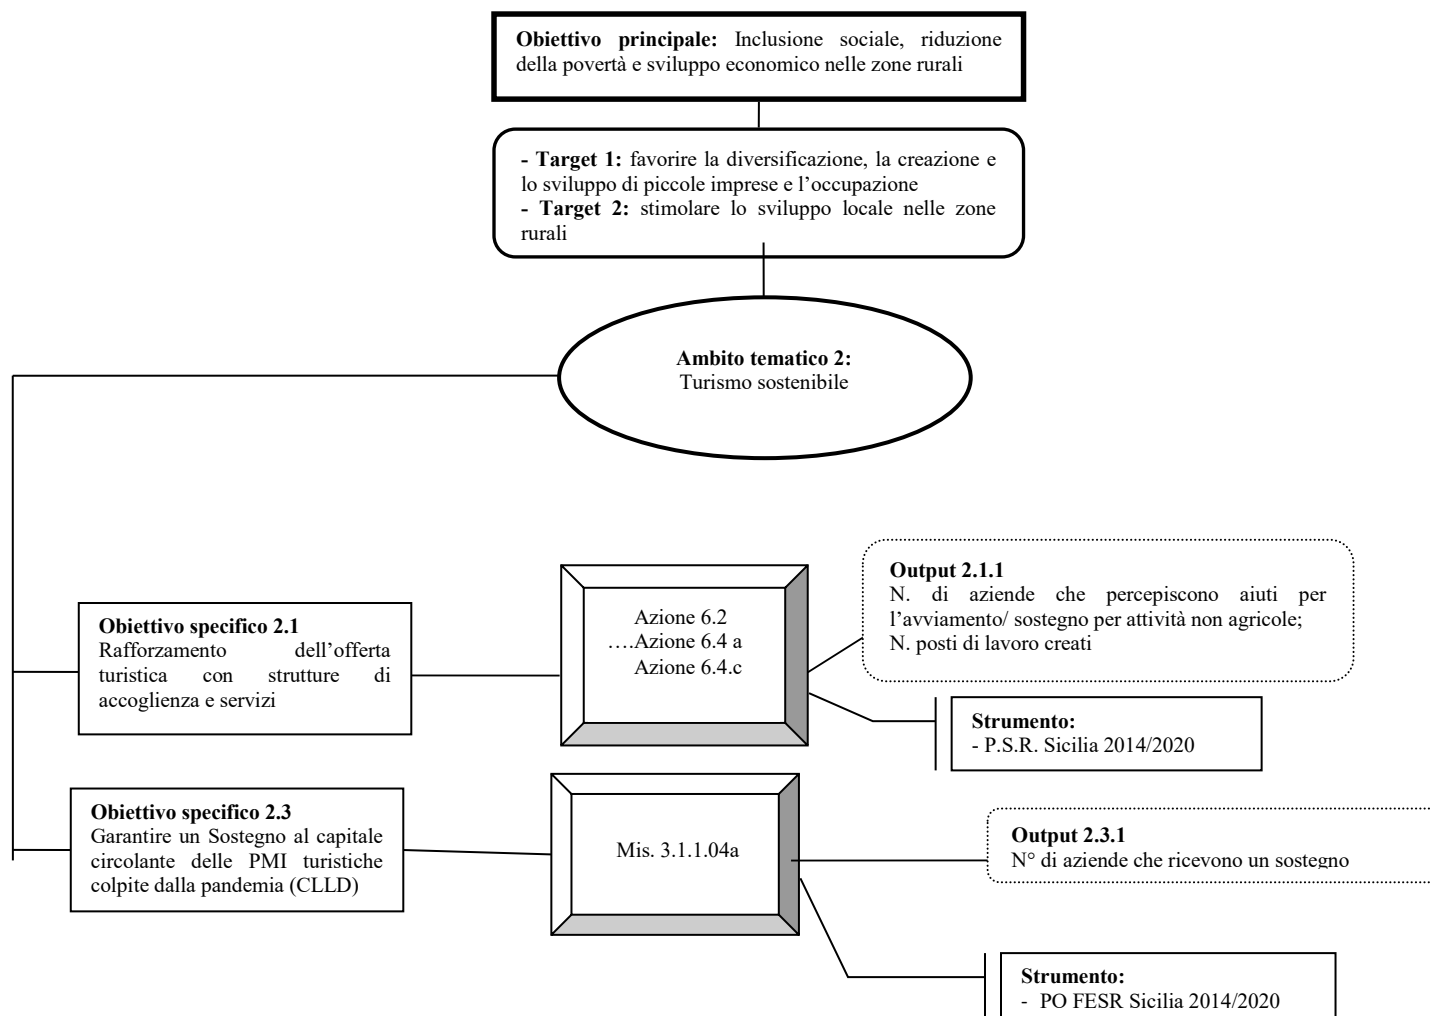 Obiettivo principale: Inclusione sociale, riduzione
della povertà e sviluppo economico nelle zone rurali
- Target 1: favorire la diversificazione, la creazione e
lo sviluppo di piccole imprese e l'occupazione
- Target 2: stimolare lo sviluppo locale nelle zone
rurali
Ambito tematico 2:
Turismo sostenibile
Obiettivo specifico 2.1
Rafforzamento dell'offerta
turistica con strutture di
accoglienza e servizi
Azione 6.2
….Azione 6.4 a
Azione 6.4.c
Output 2.1.1
N. di aziende che percepiscono aiuti per
l'avviamento/ sostegno per attività non agricole;
N. posti di lavoro creati
Strumento:
- P.S.R. Sicilia 2014/2020
Obiettivo specifico 2.3
Garantire un Sostegno al capitale
circolante delle PMI turistiche
colpite dalla pandemia (CLLD)
Mis. 3.1.1.04a
Output 2.3.1
N° di aziende che ricevono un sostegno
Strumento:
- PO FESR Sicilia 2014/2020